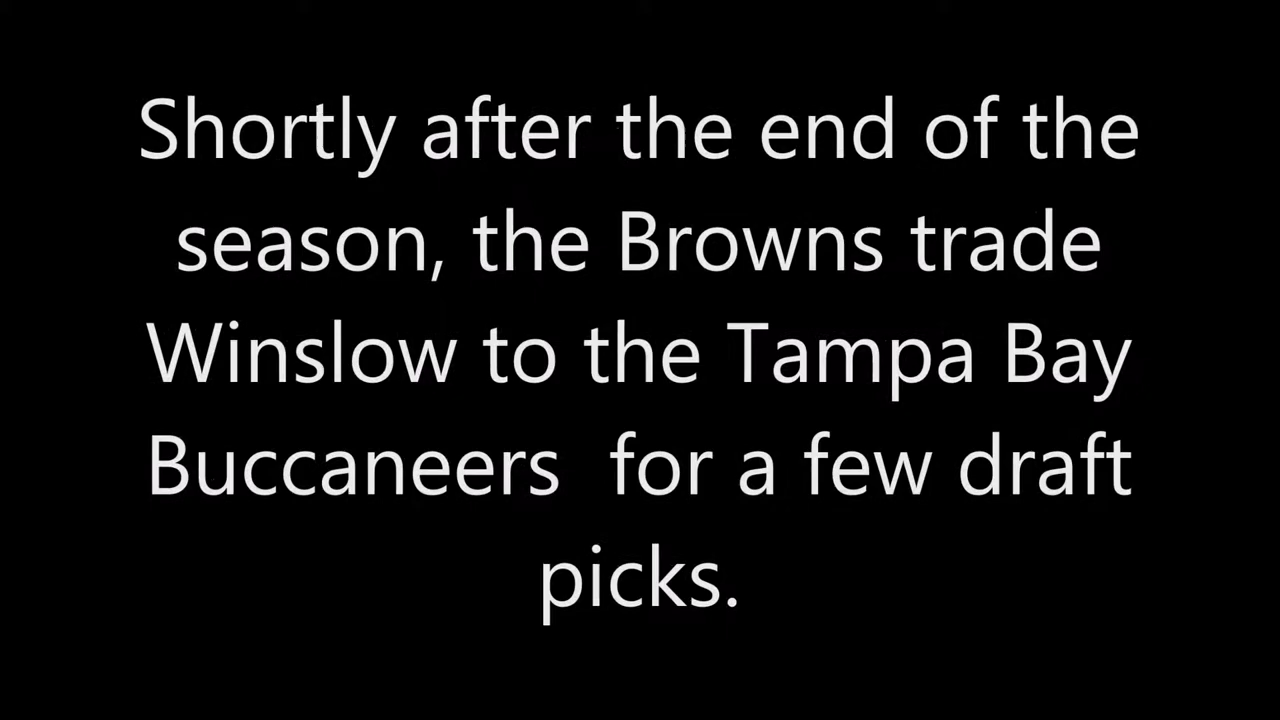 Shortly after the end of the
season, the Browns trade
Winslow to the Tampa Bay
Buccaneers  for a few draft
picks.